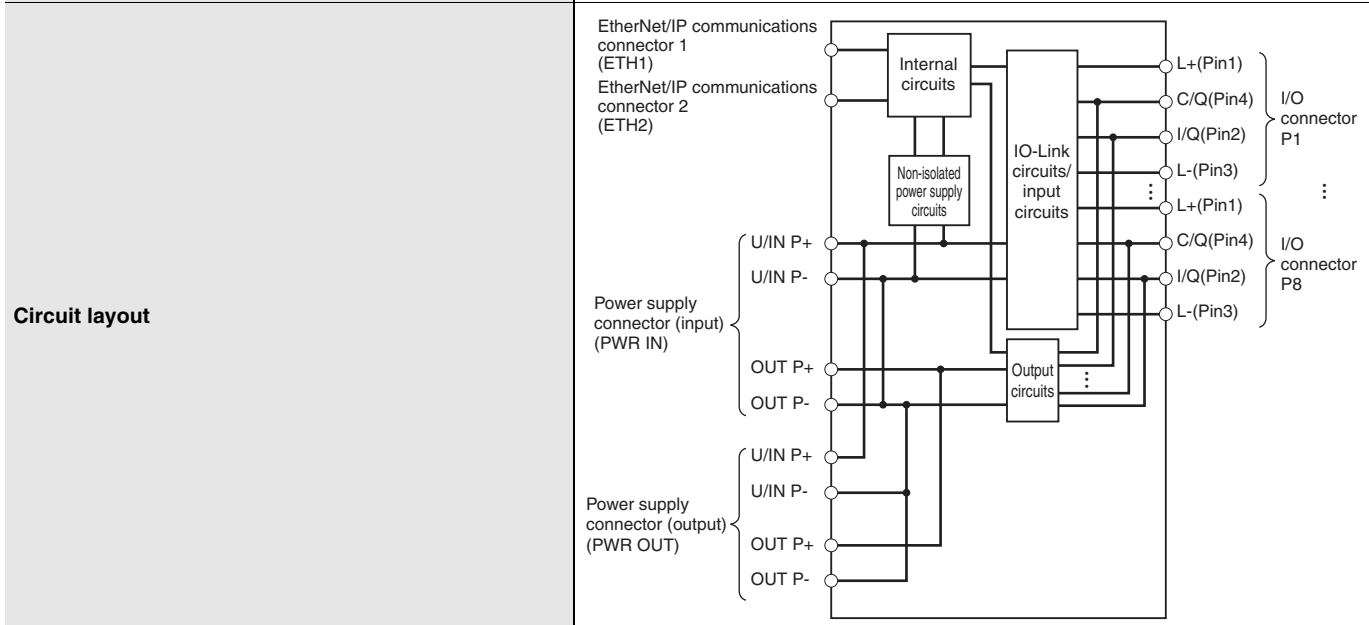 Circuit layout
EtherNet/IP communications
connector 1
(ETH1)
EtherNet/IP communications
connector 2
(ETH2)
Internal
circuits
Non-isolated
power supply
circuits
IO-Link
circuits/
input
circuits
Output
circuits
L+(Pin1)
C/Q(Pin4)
I/Q(Pin2)
L-(Pin3)
I/O
connector
P1
L+(Pin1)
C/Q(Pin4)
I/Q(Pin2)
L-(Pin3)
I/O
connector
P8
Power supply
connector (input)
(PWR IN)
U/IN P+
U/IN P-
OUT P+
OUT P-
Power supply
connector (output)
(PWR OUT)
U/IN P+
U/IN P-
OUT P+
OUT P-